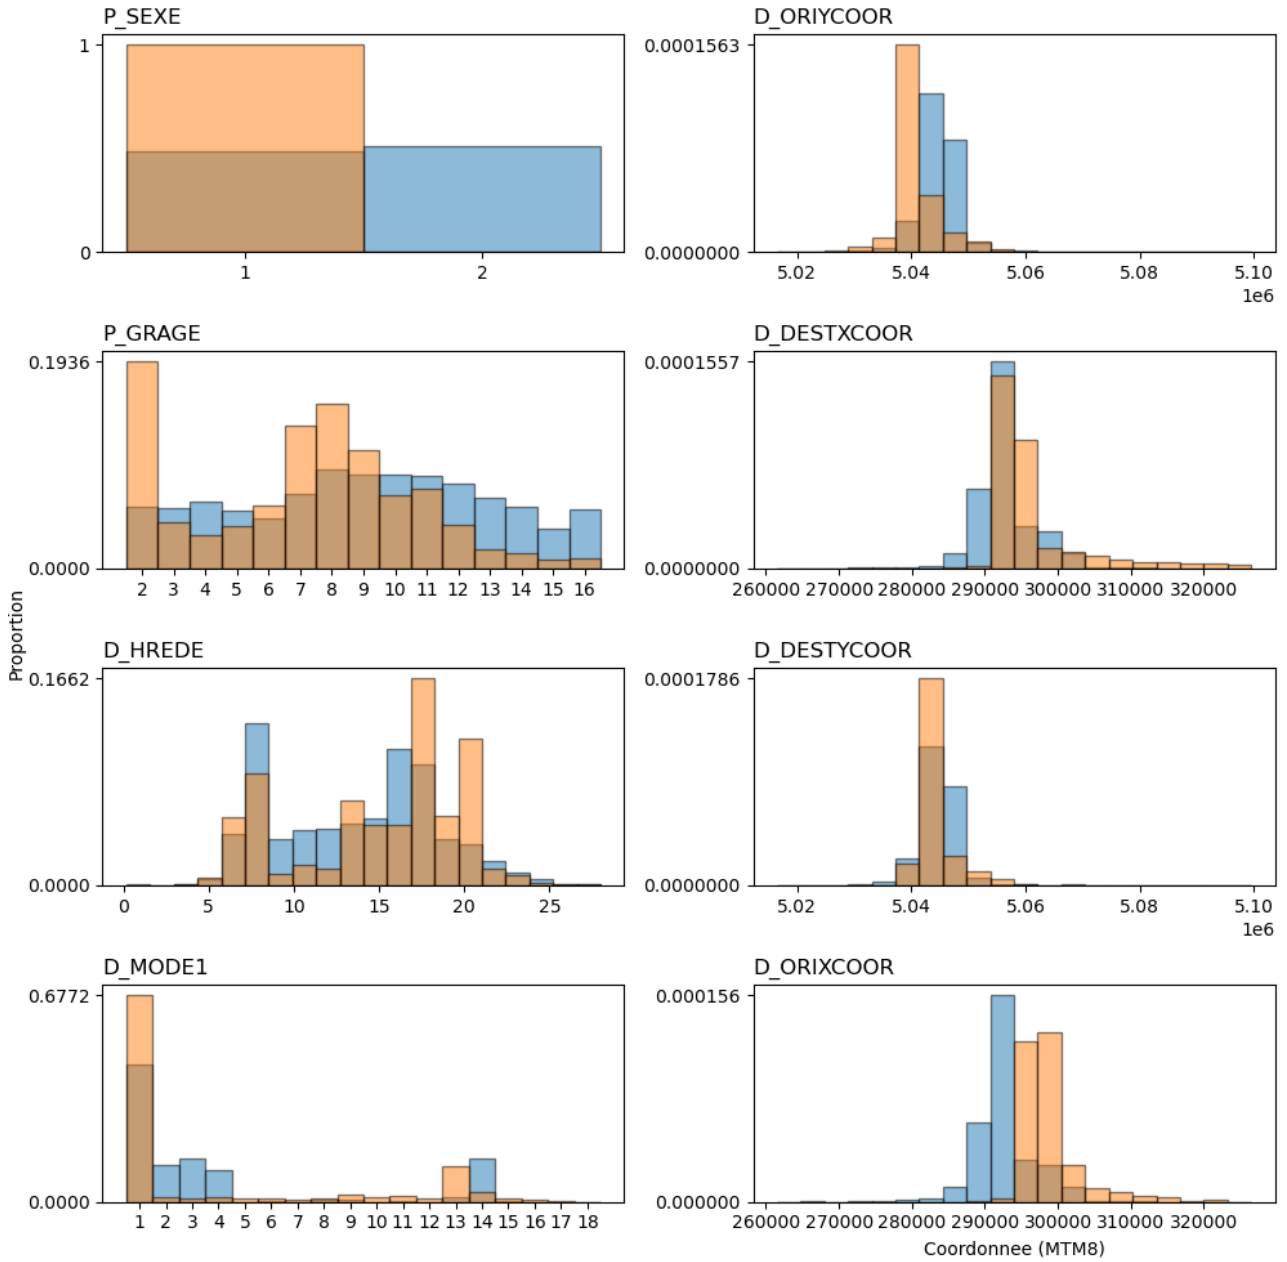 P_SEXE
1
0
1 2
D_ORIYCOOR
0.0001563
0.0000000
5.02 5.04 5.06 5.08 5.10
1e6
P_GRAGE
0.1936
0.0000
2 3 4 5 6 7 8 9 10 11 12 13 14 15 16
D_DESTXCOOR
0.0001557
0.0000000
260000 270000 280000 290000 300000 310000 320000
Proportion
D_HREDE
0.1662
0.0000
0 5 10 15 20 25
D_DESTYCOOR
0.0001786
0.0000000
5.02 5.04 5.06 5.08 5.10
1e6
D_MODE1
0.6772
0.0000
1 2 3 4 5 6 7 8 9 10 11 12 13 14 15 16 17 18
D_ORIXCOOR
0.000156
0.000000
260000 270000 280000 290000 300000 310000 320000
Coordonnee (MTM8)